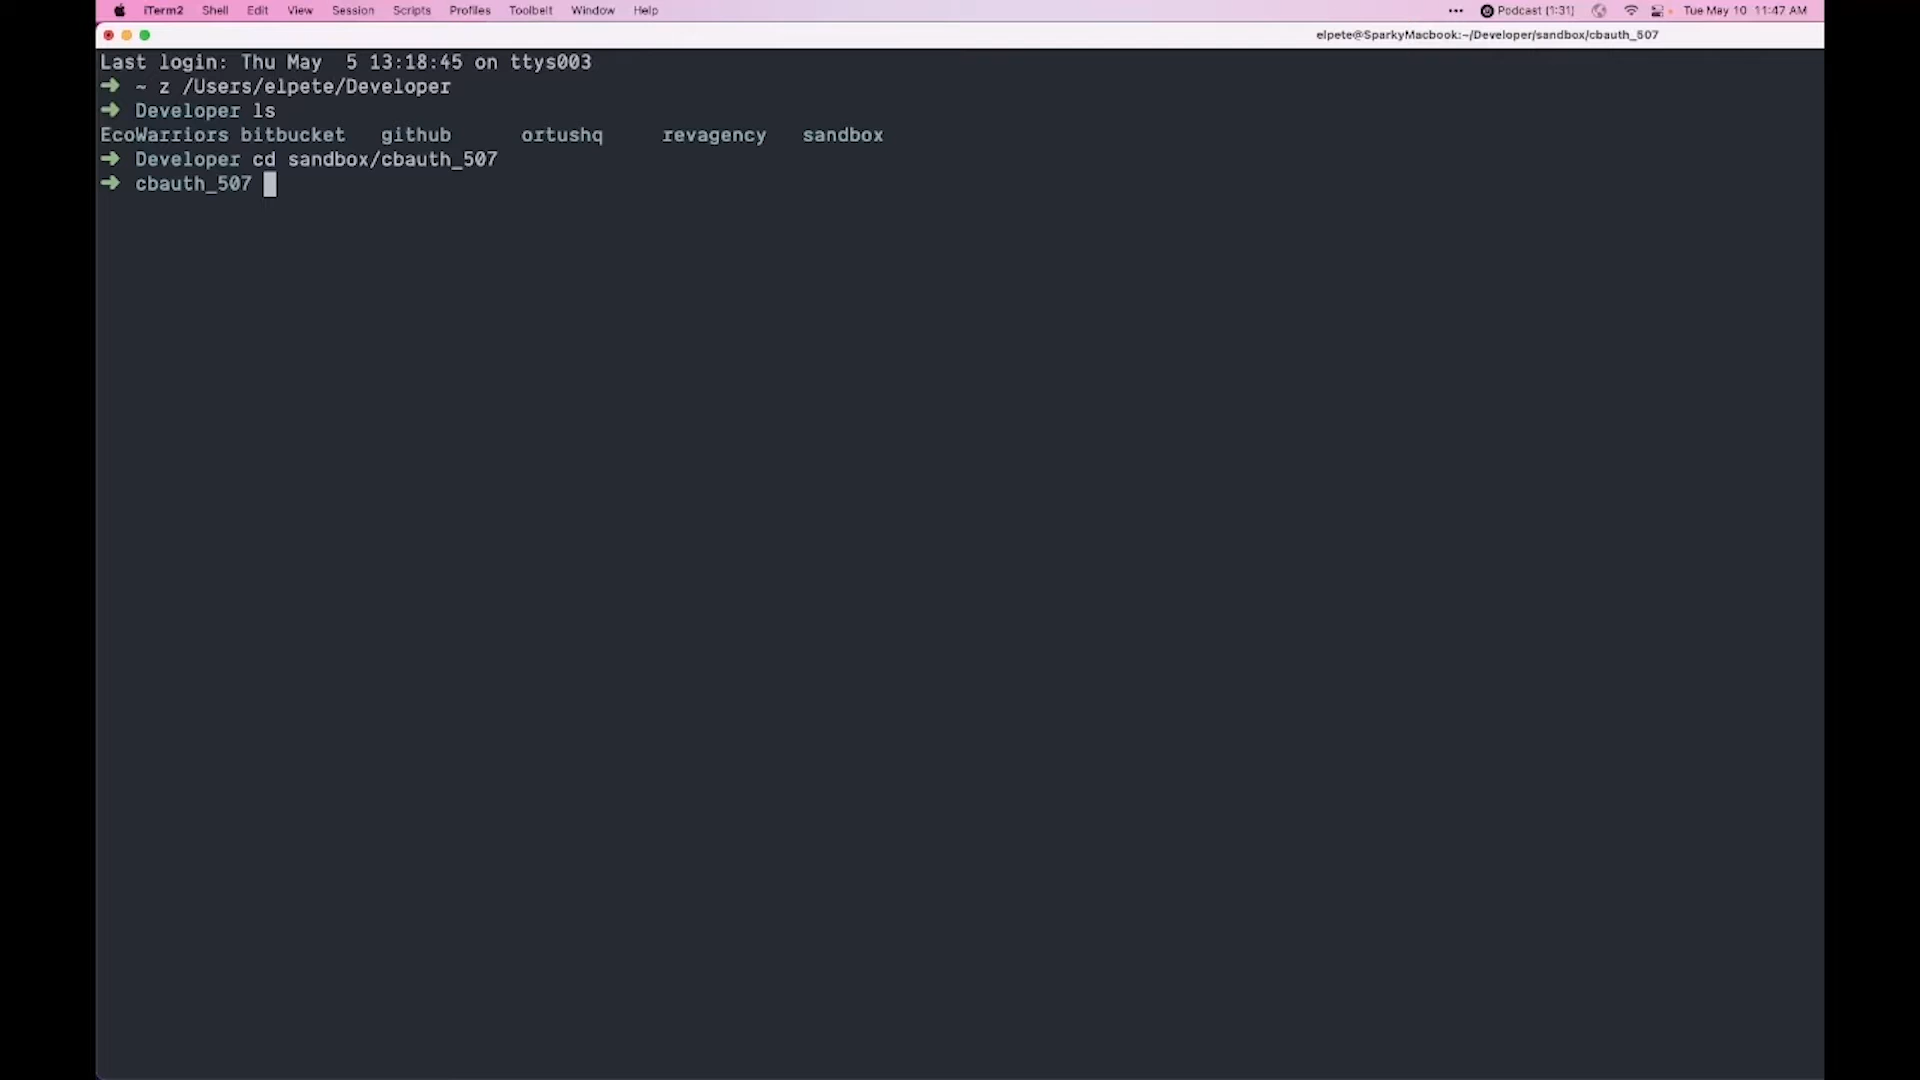 iTerm2 Shell Edit View Session Scripts Profiles Toolbelt Window Help ••• Podcast (1:31) Tue May 10 11:47 AM
elpete@SparkyMacbook:~/Developer/sandbox/cbauth_507
Last login: Thu May  5 13:18:45 on ttys003
➜ ~ z /Users/elpete/Developer
➜ Developer ls
EcoWarriors bitbucket github ortushq revagency sandbox
➜ Developer cd sandbox/cbauth_507
➜ cbauth_507